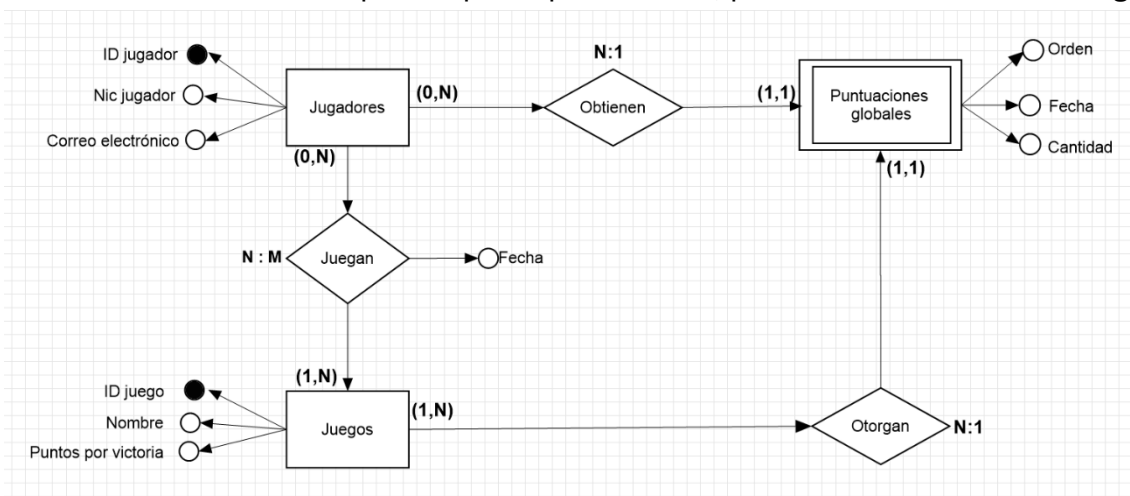 ID jugador
Nic jugador
Correo electrónico
Jugadores
(0,N)
(0,N)
N:1
Obtienen
(1,1)
Puntuaciones
globales
Orden
Fecha
Cantidad
(1,1)
N : M
Juegan
Fecha
(1,N)
ID juego
Nombre
Puntos por victoria
Juegos
(1,N)
Otorgan
N:1